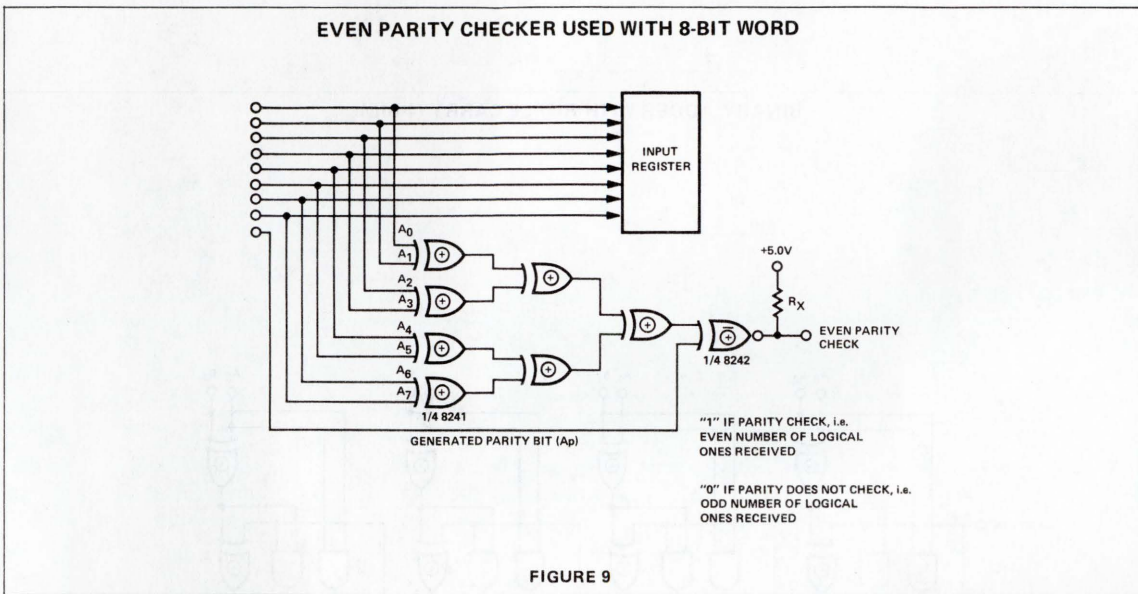 EVEN PARITY CHECKER USED WITH 8-BIT WORD
INPUT
REGISTER
A0
A1
A2
A3
A4
A5
A6
A7
1/4 8241
GENERATED PARITY BIT (Ap)
+5.0V
RX
EVEN PARITY
CHECK
1/4 8242
"1" IF PARITY CHECK, i.e.
EVEN NUMBER OF LOGICAL
ONES RECEIVED
"0" IF PARITY DOES NOT CHECK, i.e.
ODD NUMBER OF LOGICAL
ONES RECEIVED
FIGURE 9